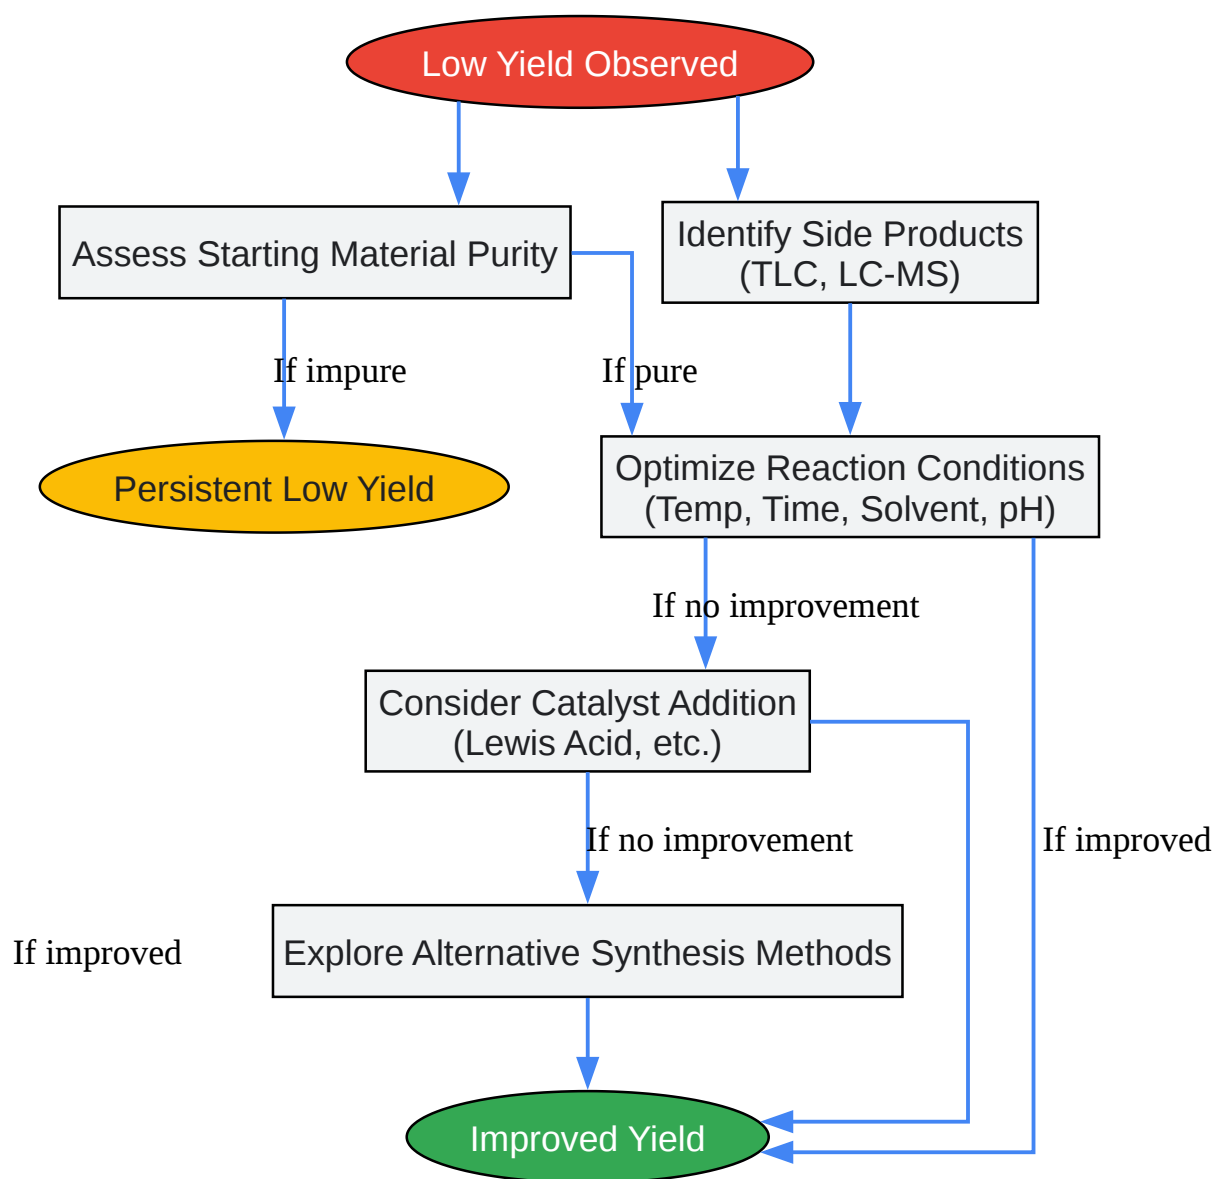 Low Yield Observed
Assess Starting Material Purity
Identify Side Products
(TLC, LC-MS)
If impure
If pure
Persistent Low Yield
Optimize Reaction Conditions
(Temp, Time, Solvent, pH)
If no improvement
Consider Catalyst Addition
(Lewis Acid, etc.)
If no improvement
If improved
If improved
Explore Alternative Synthesis Methods
Improved Yield